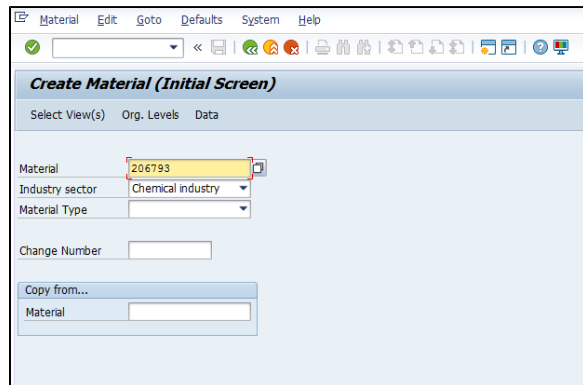 Material Edit Goto Defaults System Help
Create Material (Initial Screen)
Select View(s) Org. Levels Data
Material 206793
Industry sector Chemical industry
Material Type
Change Number
Copy from...
Material